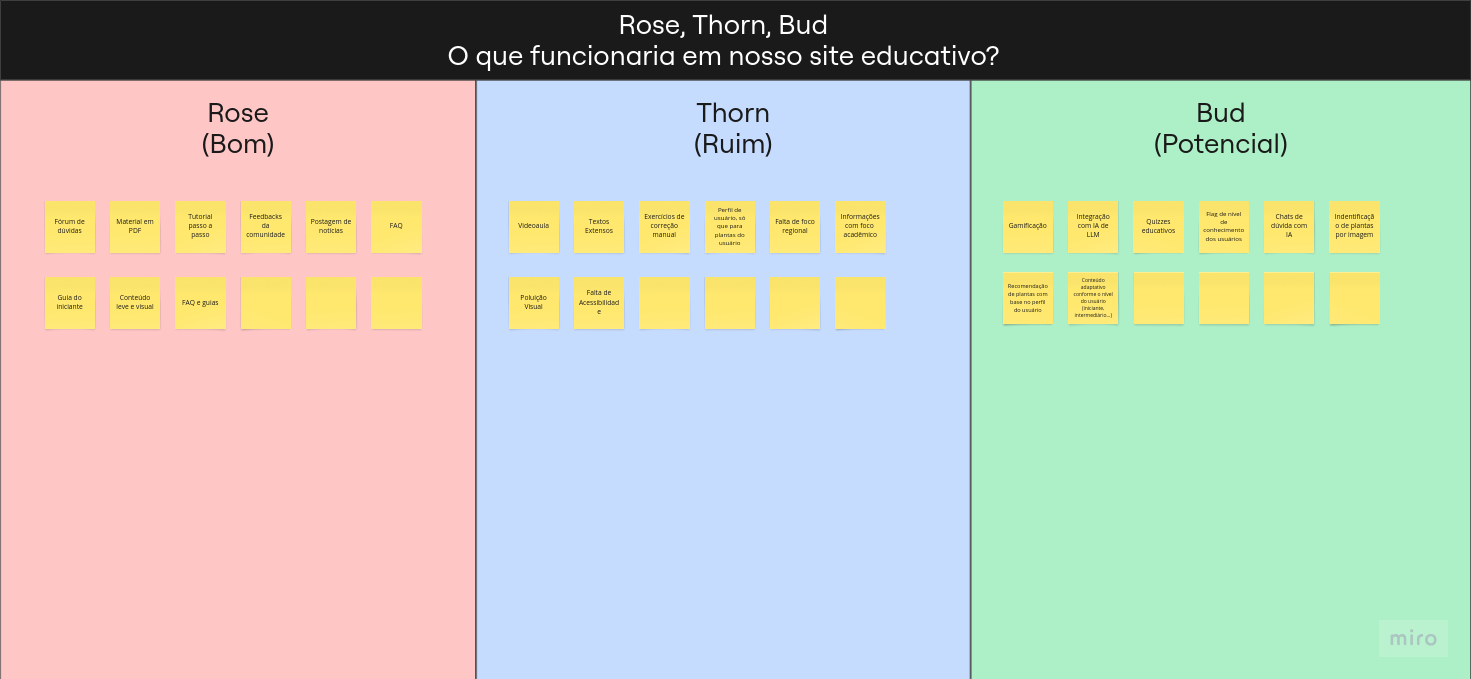 Rose, Thorn, Bud
O que funcionaria em nosso site educativo?
Rose
(Bom)
Fórum de
dúvidas
Material em
PDF
Tutorial
passo a
passo
Feedbacks
da
comunidade
Postagem de
notícias
FAQ
Guia do
iniciante
Conteúdo
leve e visual
FAQ e guias
Thorn
(Ruim)
Videoaula
Textos
Extensos
Exercícios de
correção
manual
Perfil de
usuário, só
que para
plantas do
usuário
Falta de foco
regional
Informações
com foco
acadêmico
Poluição
Visual
Falta de
Acessibilidad
e
Bud
(Potencial)
Gamificação
Integração
com IA de
LLM
Quizzes
educativos
Flag de nível
de
conhecimento
dos usuários
Chats de
dúvida com
IA
Indentificaçã
o de plantas
por imagem
Recomendação
de plantas com
base no perfil
do usuário
Conteúdo
adaptativo
conforme o nível
do usuário
(iniciante,
intermediário...)
miro